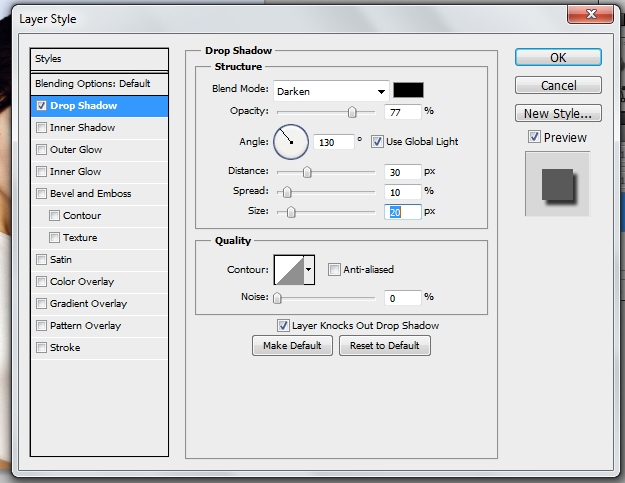 Layer Style
Styles
Blending Options: Default
Drop Shadow
Inner Shadow
Outer Glow
Inner Glow
Bevel and Emboss
Contour
Texture
Satin
Color Overlay
Gradient Overlay
Pattern Overlay
Stroke
Drop Shadow
Structure
Blend Mode: Darken
Opacity: 77 %
Angle: 130 ° Use Global Light
Distance: 30 px
Spread: 10 %
Size: 20 px
Quality
Contour: Anti-aliased
Noise: 0 %
Layer Knocks Out Drop Shadow
Make Default Reset to Default
OK
Cancel
New Style...
Preview